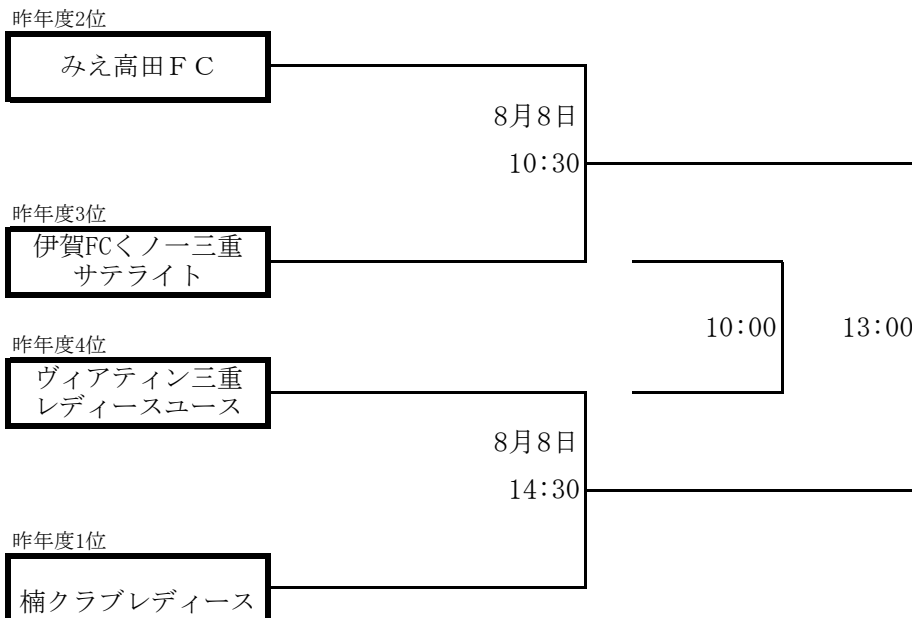 昨年度2位
みえ高田ＦＣ
8月8日
10:30
昨年度3位
伊賀FCくノ一三重
サテライト
10:00
13:00
昨年度4位
ヴィアティン三重
レディースユース
8月8日
14:30
昨年度1位
楠クラブレディース